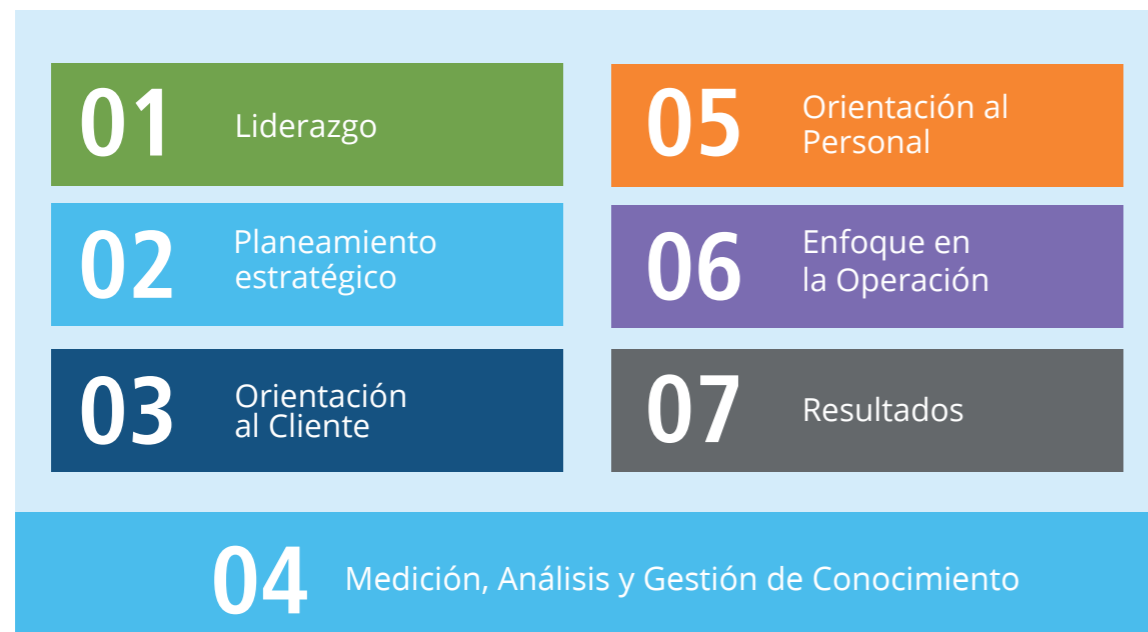 01
Liderazgo
02
Planeamiento
estratégico
03
Orientación
al Cliente
05
Orientación al
Personal
06
Enfoque en
la Operación
07
Resultados
04
Medición, Análisis y Gestión de Conocimiento